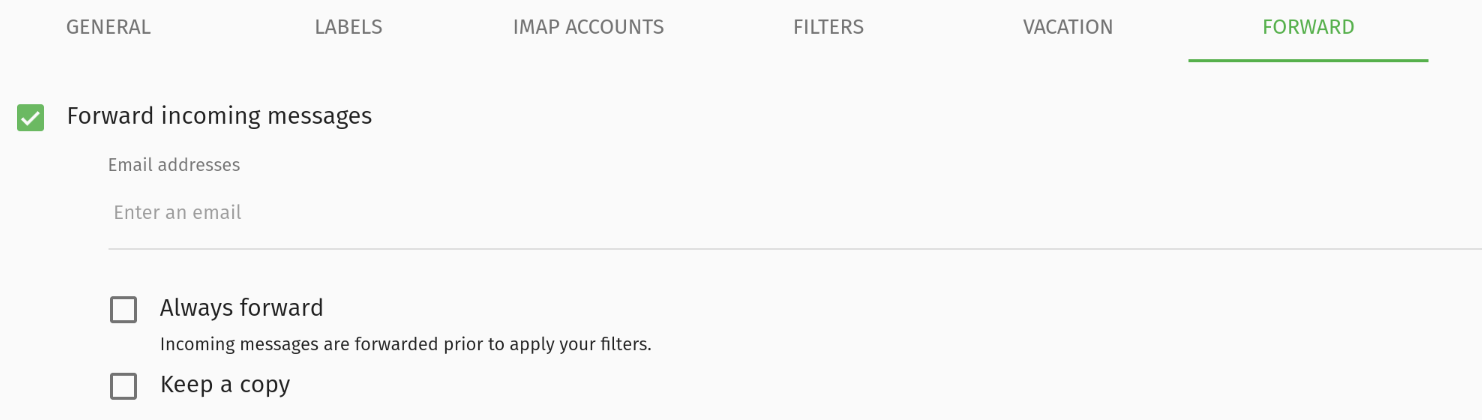 GENERAL LABELS IMAP ACCOUNTS FILTERS VACATION FORWARD
Forward incoming messages
Email addresses
Enter an email
Always forward
Incoming messages are forwarded prior to apply your filters.
Keep a copy